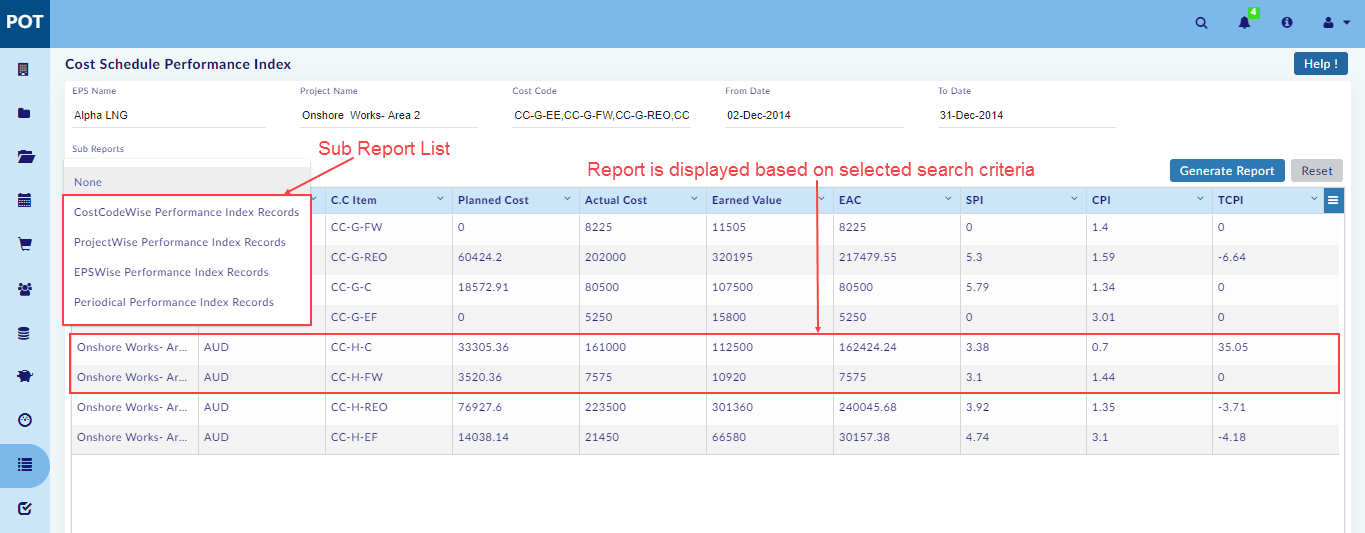 POT
4
Cost Schedule Performance Index
Help !
EPS Name Project Name Cost Code From Date To Date
Alpha LNG Onshore Works- Area 2 CC-G-EE,CC-G-FW,CC-G-REO,CC 02-Dec-2014 31-Dec-2014
Sub Reports
Sub Report List
Report is displayed based on selected search criteria
Generate Report Reset
None
CostCodeWise Performance Index Records
ProjectWise Performance Index Records
EPSWise Performance Index Records
Periodical Performance Index Records
C.C Item Planned Cost Actual Cost Earned Value EAC SPI CPI TCPI
CC-G-FW 0 8225 11505 8225 0 1.4 0
CC-G-REO 60424.2 202000 320195 217479.55 5.3 1.59 -6.64
CC-G-C 18572.91 80500 107500 80500 5.79 1.34 0
CC-G-EF 0 5250 15800 5250 0 3.01 0
Onshore Works- Ar... AUD CC-H-C 33305.36 161000 112500 162424.24 3.38 0.7 35.05
Onshore Works- Ar... AUD CC-H-FW 3520.36 7575 10920 7575 3.1 1.44 0
Onshore Works- Ar... AUD CC-H-REO 76927.6 223500 301360 240045.68 3.92 1.35 -3.71
Onshore Works- Ar... AUD CC-H-EF 14038.14 21450 66580 30157.38 4.74 3.1 -4.18